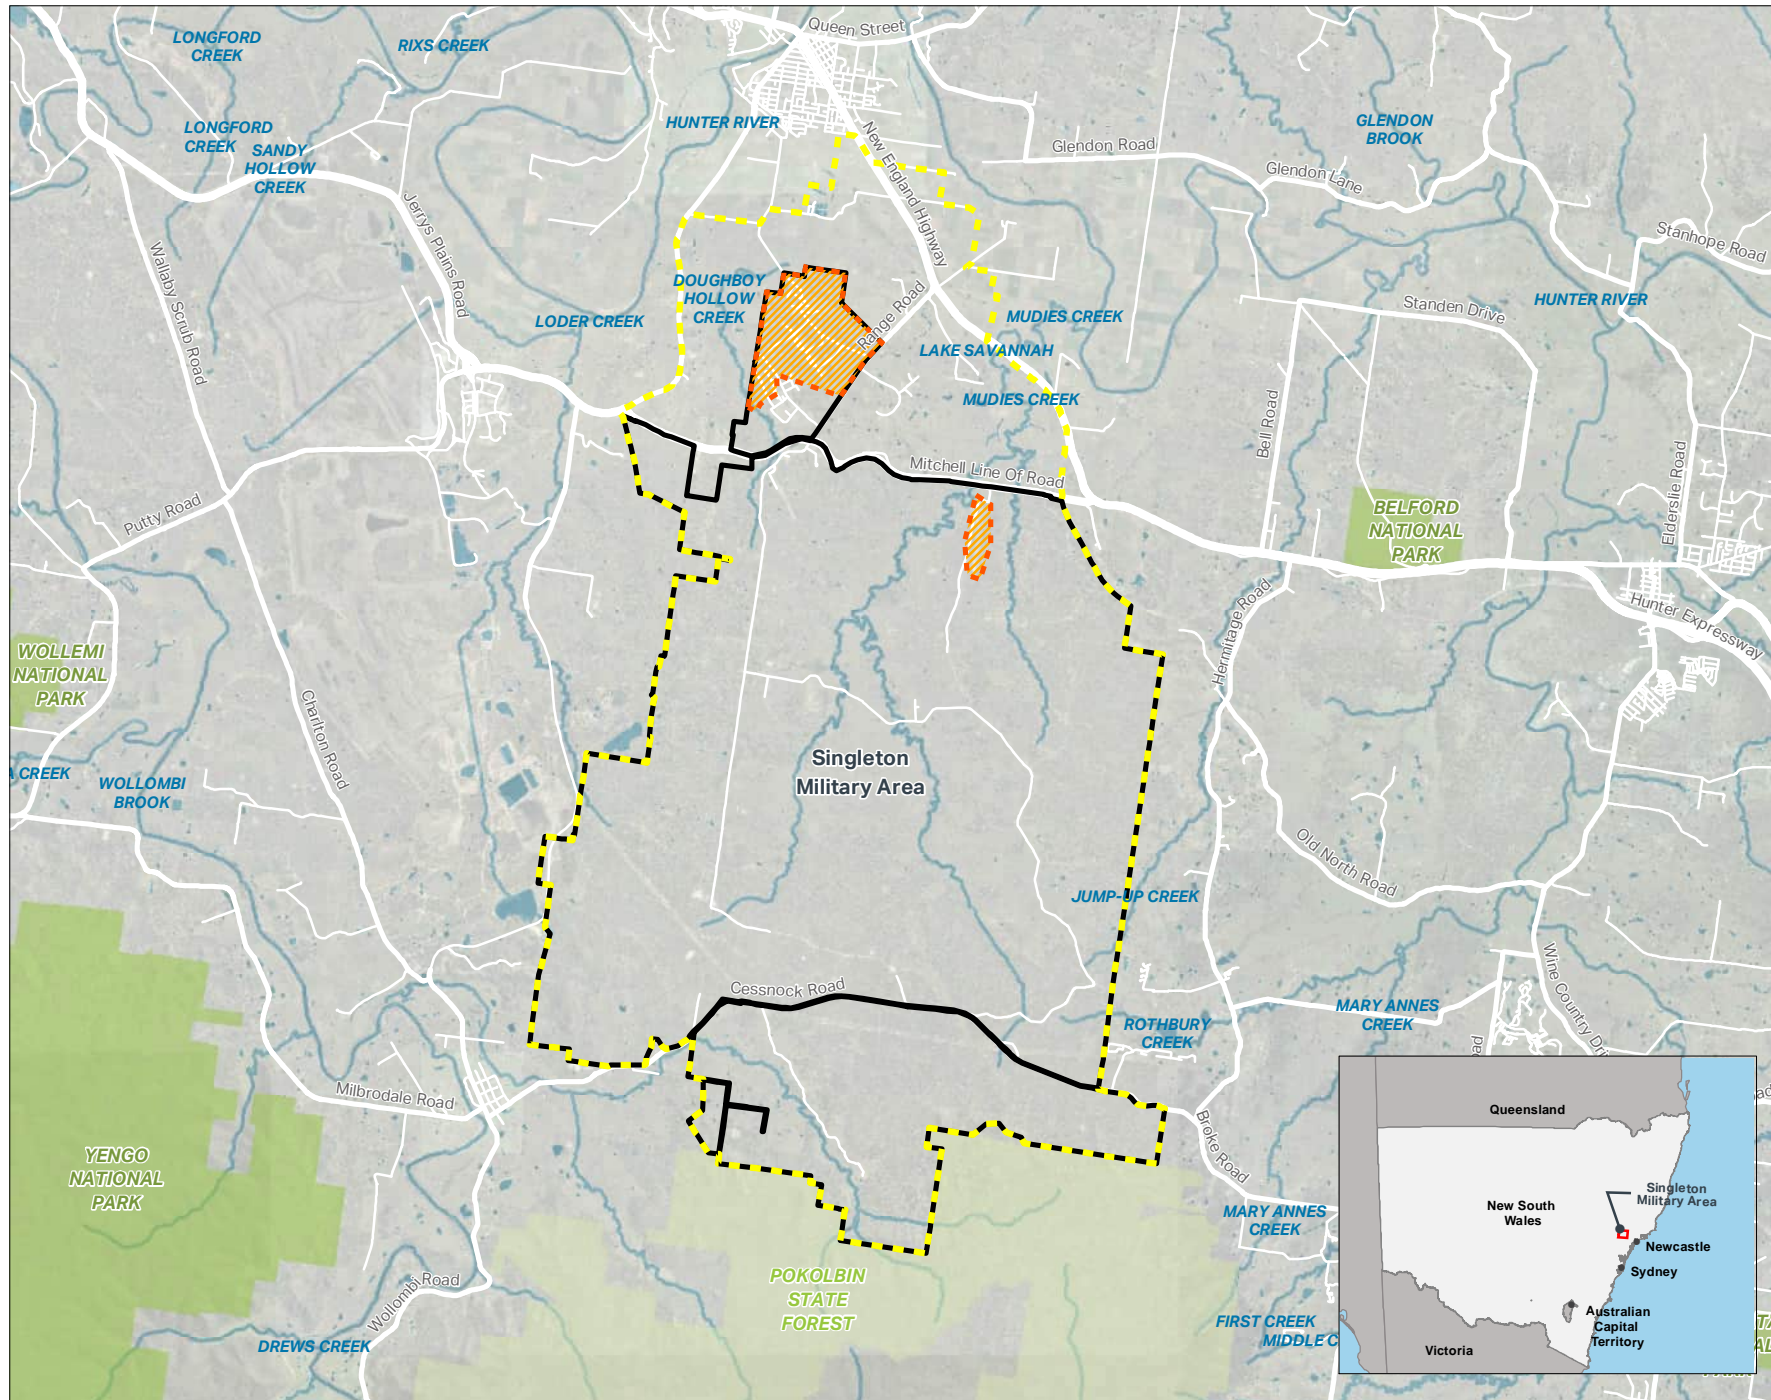 Queen Street
LONGFORD
CREEK
RIXS CREEK
HUNTER RIVER
LONGFORD
CREEK
SANDY
HOLLOW
CREEK
New England Highway
Glendon Road
GLENDON
BROOK
Glendon Lane
Jerrys Plains Road
Wallaby Scrub Road
Stanhope Road
DOUGHBOY
HOLLOW
CREEK
LODER CREEK
Range Road
MUDIES CREEK
LAKE SAVANNAH
MUDIES CREEK
HUNTER RIVER
Standen Drive
Bell Road
Elderslie Road
Mitchell Line Of Road
Putty Road
BELFORD
NATIONAL
PARK
Hermitage Road
Hunter Expressway
WOLLEMI
NATIONAL
PARK
Charlton Road
A CREEK
WOLLOMBI
BROOK
Singleton
Military Area
Old North Road
JUMP-UP CREEK
Cessnock Road
Wine Country Dri
MARY ANNES
CREEK
ROTHBURY
CREEK
oad
Milbrodale Road
Broke Road
YENGO
NATIONAL
PARK
MARY ANNES
CREEK
POKOLBIN
STATE
FOREST
Wollombi Road
DREWS CREEK
FIRST CREEK
MIDDLE C
Queensland
New South
Wales
Singleton
Military Area
Newcastle
Sydney
Australian
Capital
Territory
Victoria